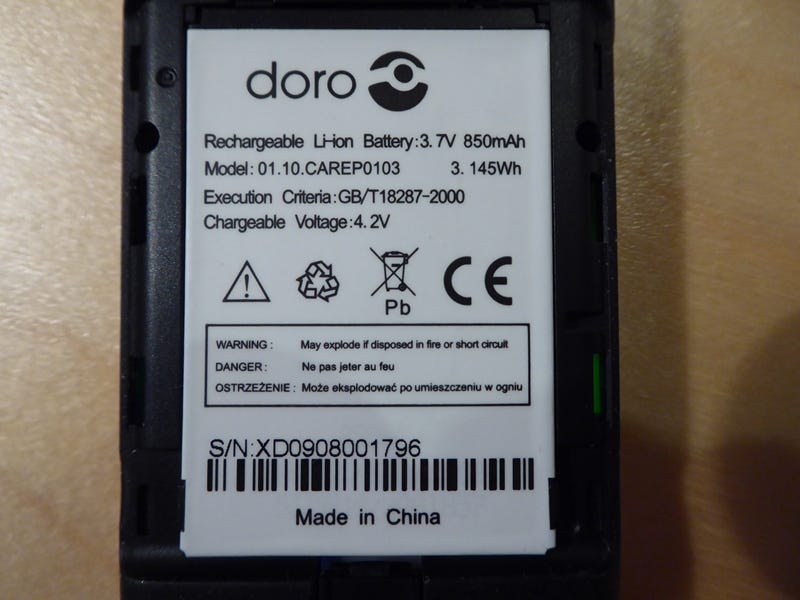 doro
Rechargeable Li-ion Battery:3.7V 850mAh
Model: 01.10.CAREP0103 3.145Wh
Execution Criteria:GB/T18287-2000
Chargeable Voltage:4.2V
Pb
CE
WARNING : May explode if disposed in fire or short circuit
DANGER : Ne pas jeter au feu
OSTRZEŻENIE : Może eksplodować po umieszczeniu w ogniu
S/N:XD0908001796
Made in China